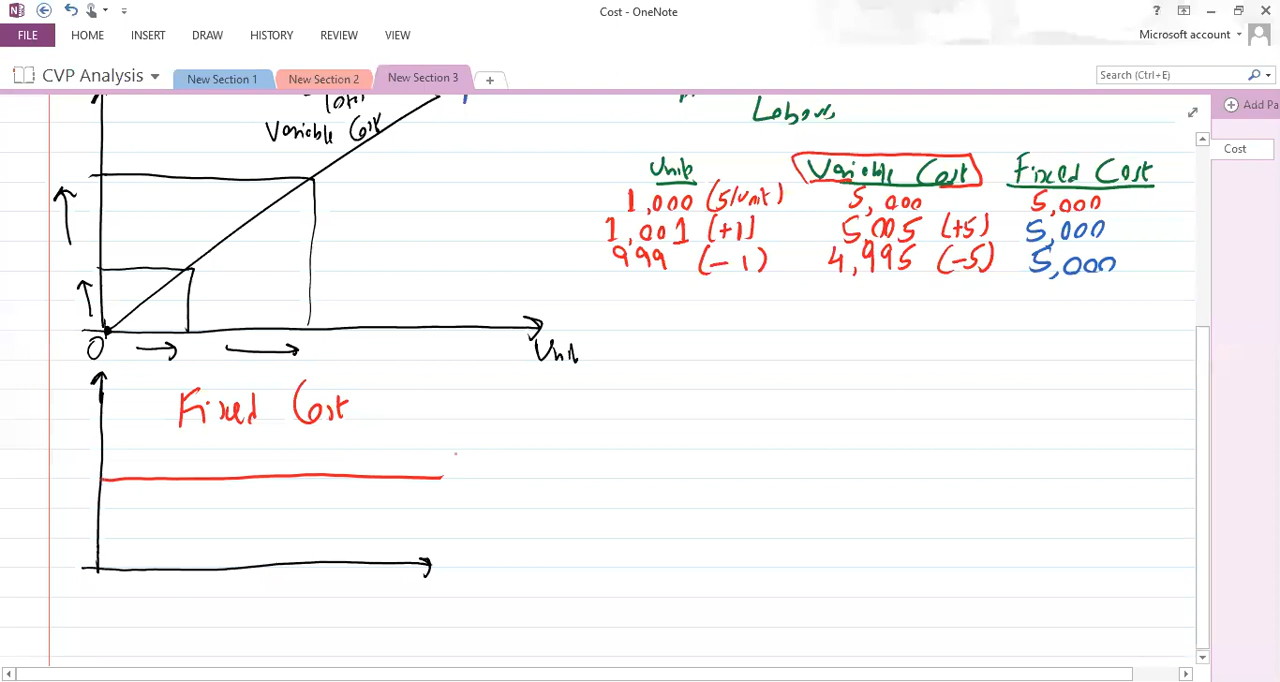 Cost - OneNote
FILE HOME INSERT DRAW HISTORY REVIEW VIEW
Microsoft account
CVP Analysis New Section 1 New Section 2 New Section 3
Search (Ctrl+E)
Add Pa
Cost
Total
Variable Cost
Labour
Units Variable Cost Fixed Cost
1,000 (5/unit) 5,000 5,000
1,001 (+1) 5,005 (+5) 5,000
999 (-1) 4,995 (-5) 5,000
0
Unit
Fixed Cost